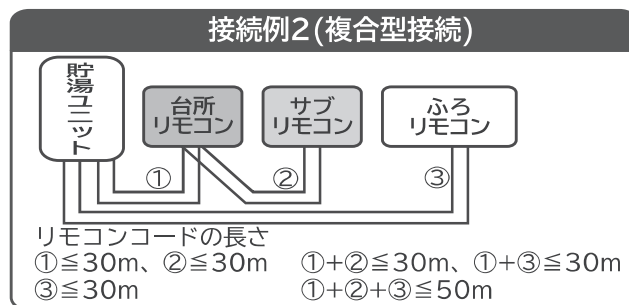 接続例2(複合型接続)
貯湯ユニット
台所
リモコン
サブ
リモコン
ふろ
リモコン
①
②
③
リモコンコードの長さ
①≦30m、②≦30m ①+②≦30m、①+③≦30m
③≦30m ①+②+③≦50m